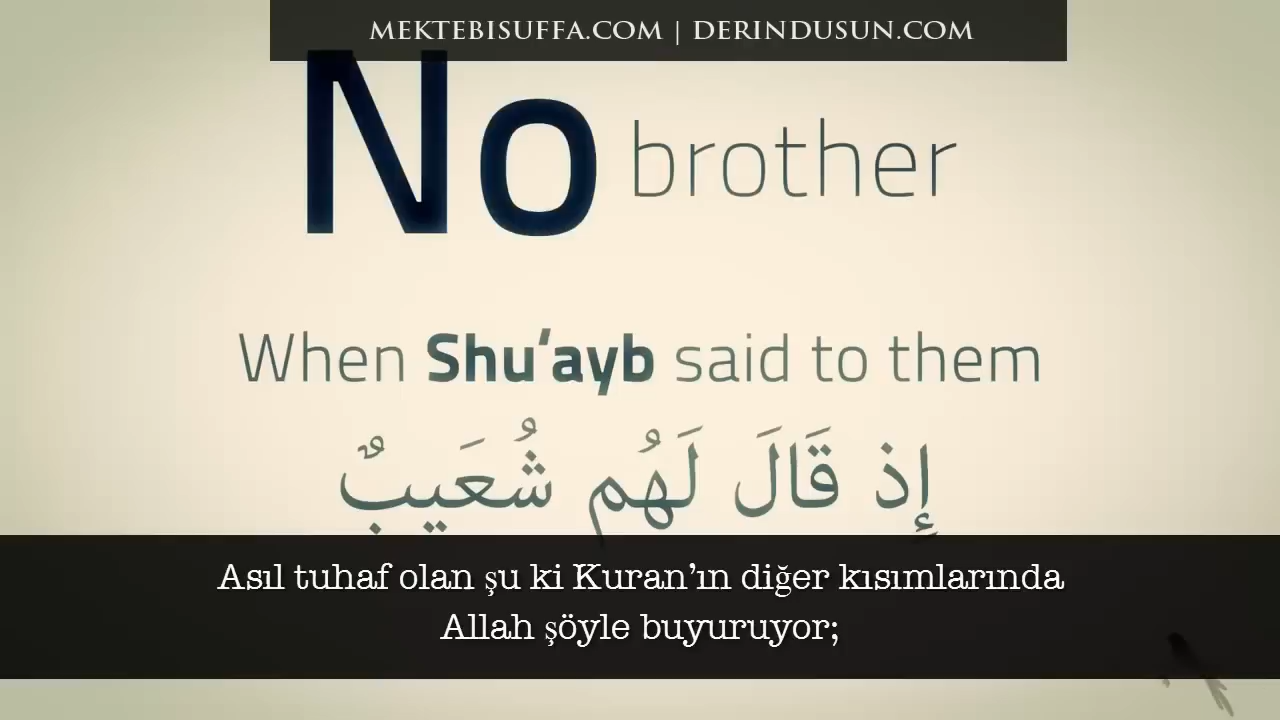 MEKTEBISUFFA.COM | DERINDUSUN.COM
No brother
When Shu'ayb said to them
إِذ قَالَ لَهُم شُعَيبٌ
Asıl tuhaf olan şu ki Kuran'ın diğer kısımlarında
Allah şöyle buyuruyor;